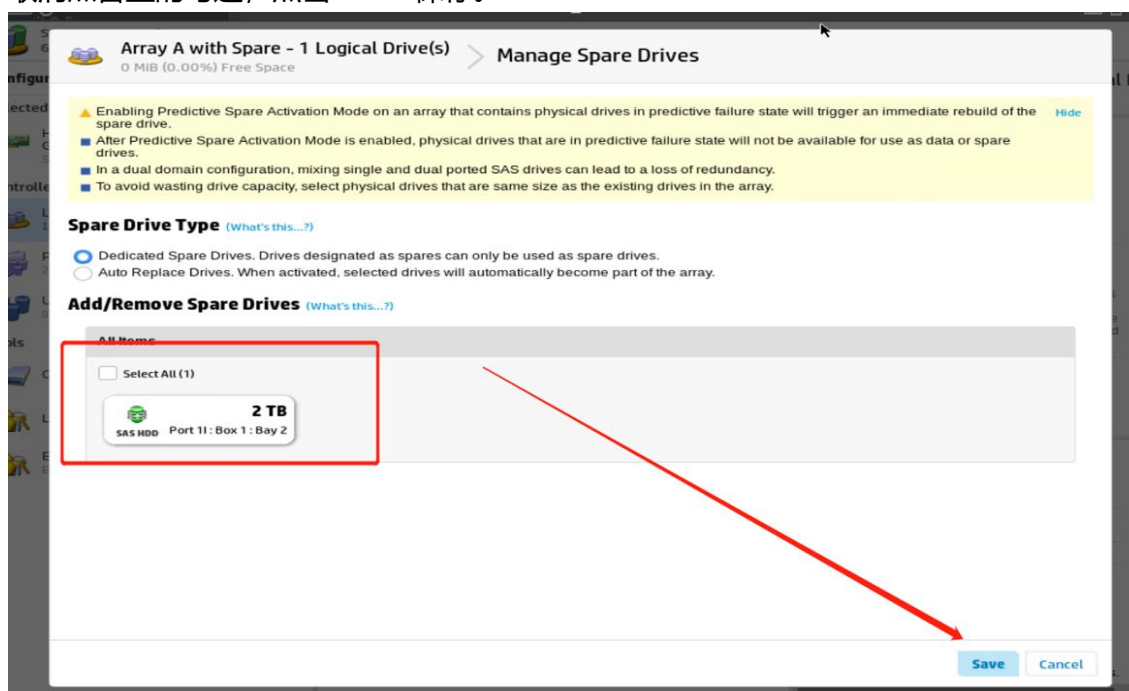 Array A with Spare - 1 Logical Drive(s)
0 MiB (0.00%) Free Space
Manage Spare Drives
Enabling Predictive Spare Activation Mode on an array that contains physical drives in predictive failure state will trigger an immediate rebuild of the
spare drive.
Hide
After Predictive Spare Activation Mode is enabled, physical drives that are in predictive failure state will not be available for use as data or spare
drives.
In a dual domain configuration, mixing single and dual ported SAS drives can lead to a loss of redundancy.
To avoid wasting drive capacity, select physical drives that are same size as the existing drives in the array.
Spare Drive Type (What's this...?)
Dedicated Spare Drives. Drives designated as spares can only be used as spare drives.
Auto Replace Drives. When activated, selected drives will automatically become part of the array.
Add/Remove Spare Drives (What's this...?)
All Items
Select All (1)
2 TB
SAS HDD Port 1I : Box 1 : Bay 2
Save Cancel